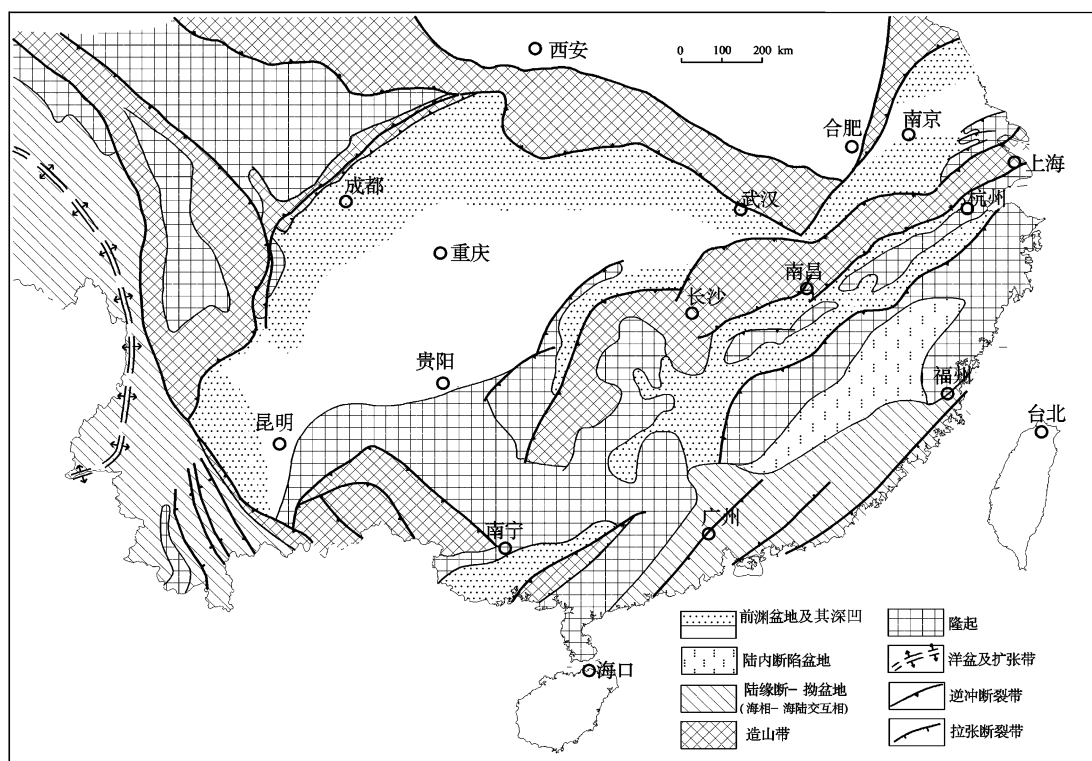 西安
0 100 200 km
合肥
南京
上海
成都
武汉
杭州
重庆
南昌
长沙
贵阳
福州
昆明
台北
广州
南宁
海口
前渊盆地及其深凹
陆内断陷盆地
陆缘断－拗盆地
(海相－海陆交互相)
造山带
隆起
洋盆及扩张带
逆冲断裂带
拉张断裂带